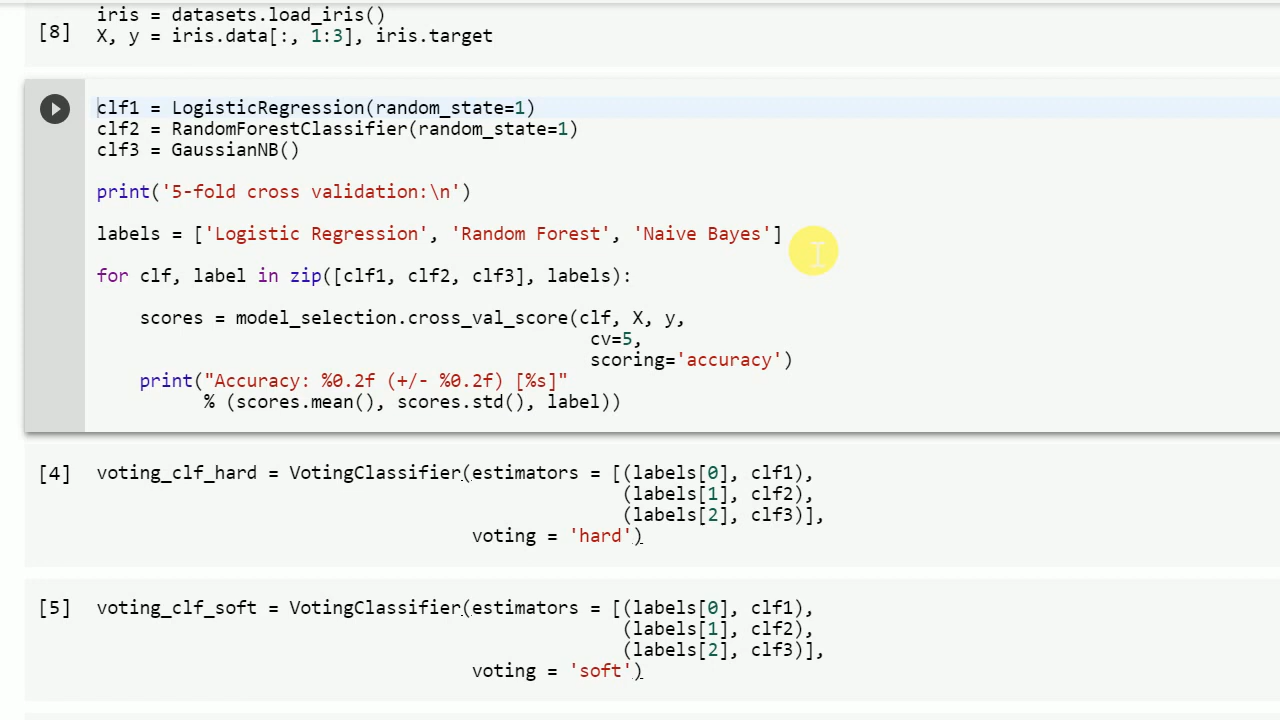 iris = datasets.load_iris()
[8] X, y = iris.data[:, 1:3], iris.target
clf1 = LogisticRegression(random_state=1)
clf2 = RandomForestClassifier(random_state=1)
clf3 = GaussianNB()
print('5-fold cross validation:\n')
labels = ['Logistic Regression', 'Random Forest', 'Naive Bayes']
for clf, label in zip([clf1, clf2, clf3], labels):
scores = model_selection.cross_val_score(clf, X, y,
cv=5,
scoring='accuracy')
print("Accuracy: %0.2f (+/- %0.2f) [%s]"
% (scores.mean(), scores.std(), label))
[4] voting_clf_hard = VotingClassifier(estimators = [(labels[0], clf1),
(labels[1], clf2),
(labels[2], clf3)],
voting = 'hard')
[5] voting_clf_soft = VotingClassifier(estimators = [(labels[0], clf1),
(labels[1], clf2),
(labels[2], clf3)],
voting = 'soft')